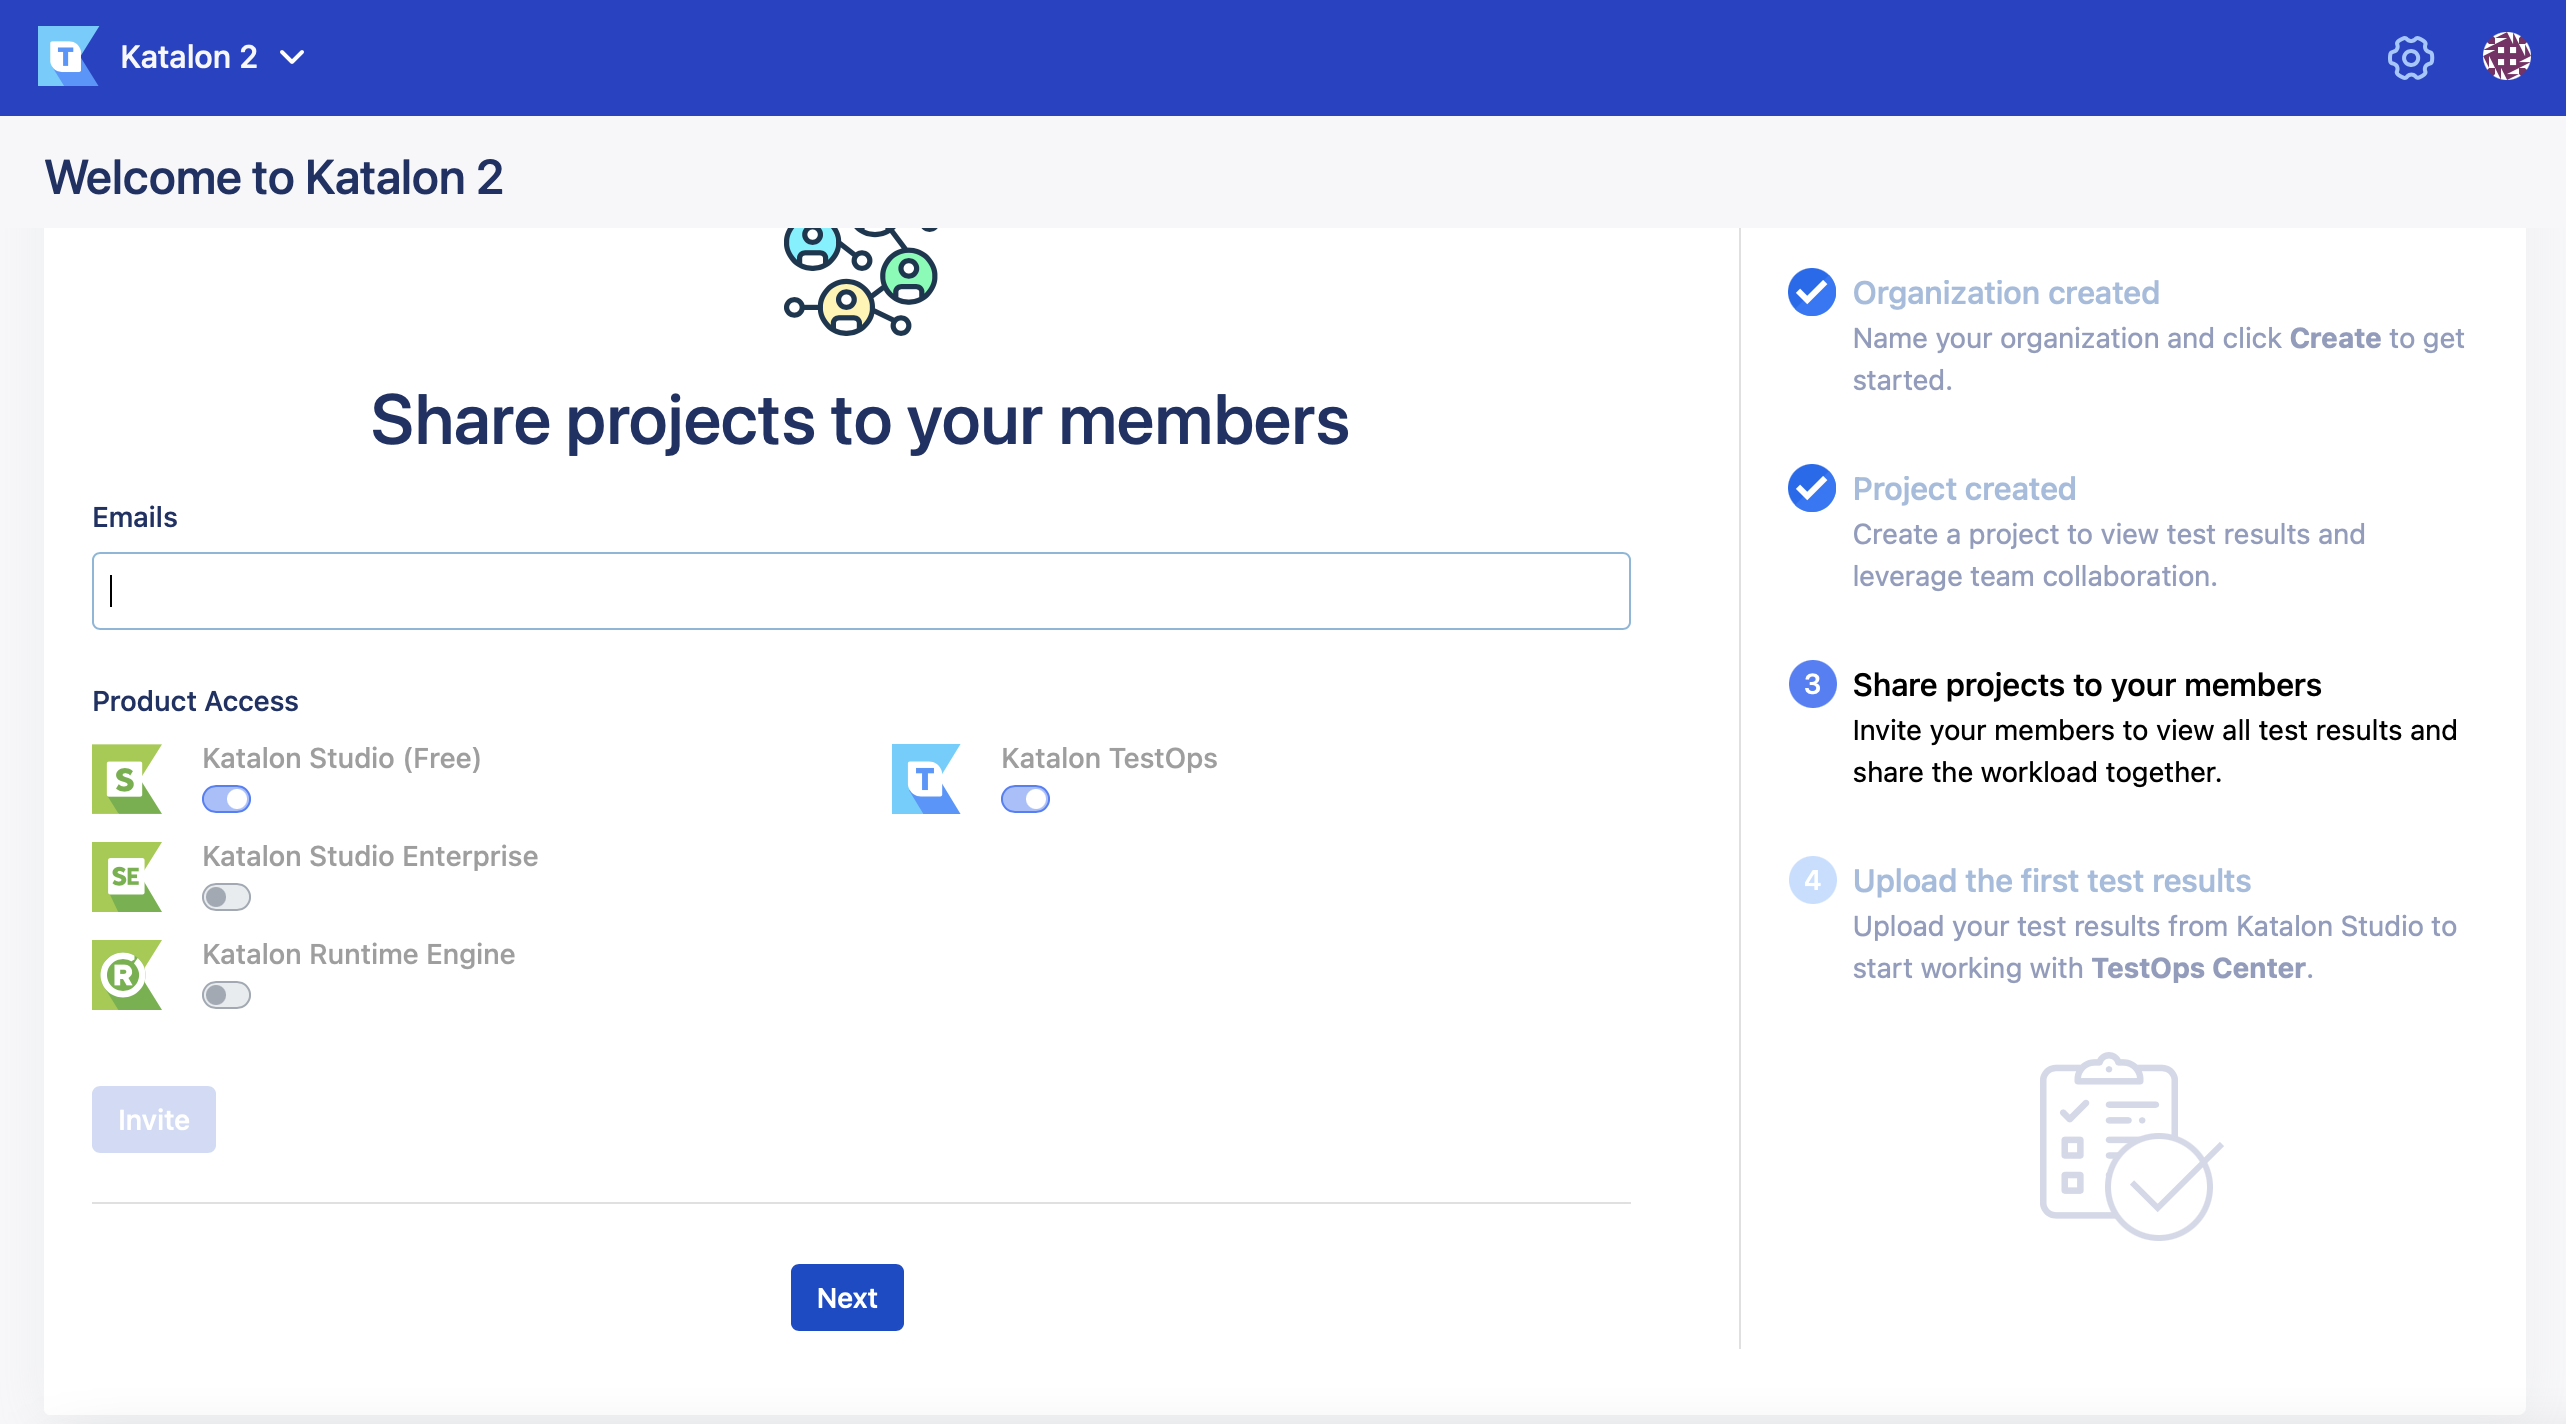 T
Katalon 2
Welcome to Katalon 2
Share projects to your members
Emails
Product Access
S
Katalon Studio (Free)
T
Katalon TestOps
SE
Katalon Studio Enterprise
R
Katalon Runtime Engine
Invite
Next
Organization created
Name your organization and click Create to get
started.
Project created
Create a project to view test results and
leverage team collaboration.
3
Share projects to your members
Invite your members to view all test results and
share the workload together.
4
Upload the first test results
Upload your test results from Katalon Studio to
start working with TestOps Center.